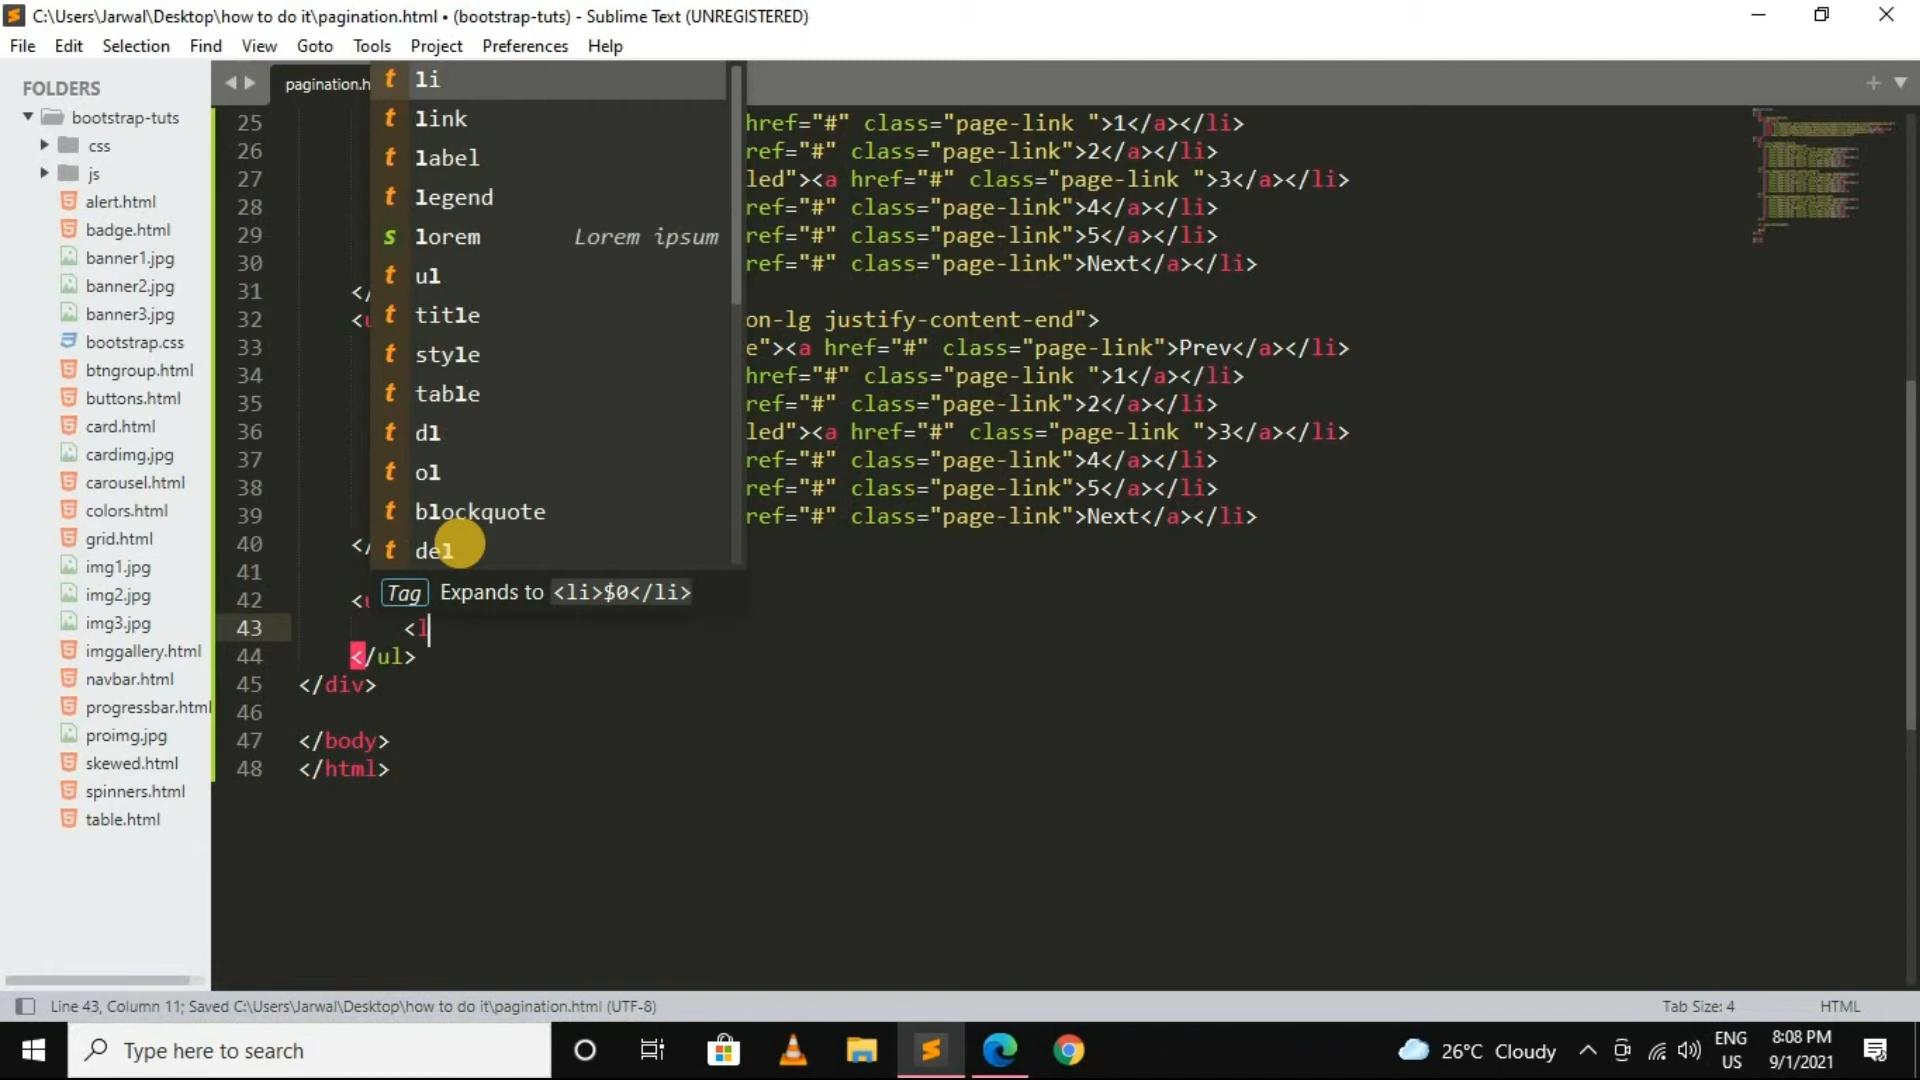 C:\Users\Jarwal\Desktop\how to do it\pagination.html • (bootstrap-tuts) - Sublime Text (UNREGISTERED)
File Edit Selection Find View Goto Tools Project Preferences Help
FOLDERS
bootstrap-tuts
css
js
alert.html
badge.html
banner1.jpg
banner2.jpg
banner3.jpg
bootstrap.css
btngroup.html
buttons.html
card.html
cardimg.jpg
carousel.html
colors.html
grid.html
img1.jpg
img2.jpg
img3.jpg
imggallery.html
navbar.html
progressbar.html
proimg.jpg
skewed.html
spinners.html
table.html
pagination.h
t li
t link
t label
t legend
s lorem Lorem ipsum
t ul
t title
t style
t table
t dl
t ol
t blockquote
t del
Tag Expands to <li>$0</li>
25 href="#" class="page-link ">1</a></li>
26 ref="#" class="page-link">2</a></li>
27 led"><a href="#" class="page-link ">3</a></li>
28 ref="#" class="page-link">4</a></li>
29 ref="#" class="page-link">5</a></li>
30 ref="#" class="page-link">Next</a></li>
31 </
32 <u on-lg justify-content-end">
33 e"><a href="#" class="page-link">Prev</a></li>
34 href="#" class="page-link ">1</a></li>
35 ref="#" class="page-link">2</a></li>
36 led"><a href="#" class="page-link ">3</a></li>
37 ref="#" class="page-link">4</a></li>
38 ref="#" class="page-link">5</a></li>
39 ref="#" class="page-link">Next</a></li>
40 </
41
42 <u
43 <l
44 </ul>
45 </div>
46
47 </body>
48 </html>
Line 43, Column 11; Saved C:\Users\Jarwal\Desktop\how to do it\pagination.html (UTF-8) Tab Size: 4 HTML
Type here to search
26°C Cloudy
ENG
US
8:08 PM
9/1/2021